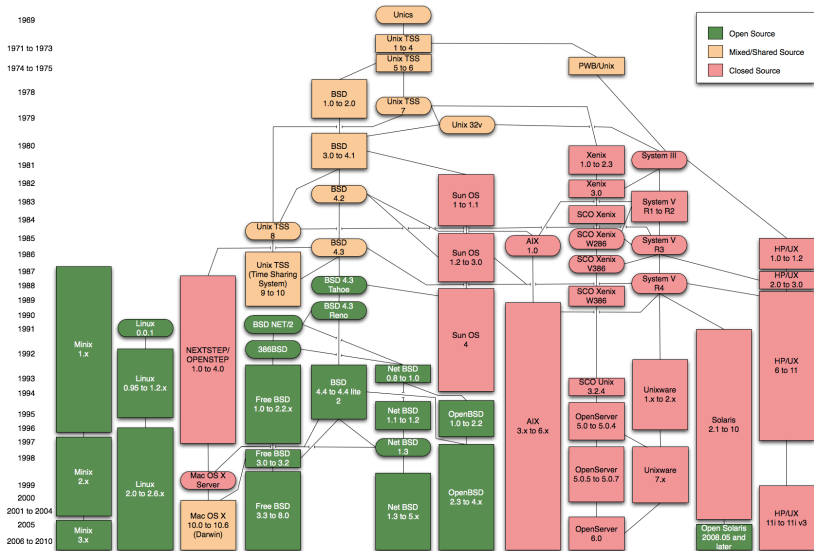 1969
1971 to 1973
1974 to 1975
1978
1979
1980
1981
1982
1983
1984
1985
1986
1987
1988
1989
1990
1991
1992
1993
1994
1995
1996
1997
1998
1999
2000
2001 to 2004
2005
2006 to 2010
Open Source
Mixed/Shared Source
Closed Source
Unics
Unix TSS
1 to 4
Unix TSS
5 to 6
PWB/Unix
BSD
1.0 to 2.0
Unix TSS
7
Unix 32v
BSD
3.0 to 4.1
Xenix
1.0 to 2.3
System III
Xenix
3.0
Sun OS
1 to 1.1
BSD
4.2
SCO Xenix
System V
R1 to R2
Unix TSS
8
BSD
4.3
Sun OS
1.2 to 3.0
AIX
1.0
SCO Xenix
W286
System V
R3
HP/UX
1.0 to 1.2
Unix TSS
(Time Sharing
System)
9 to 10
SCO Xenix
V386
HP/UX
2.0 to 3.0
BSD 4.3
Tahoe
SCO Xenix
W386
System V
R4
BSD 4.3
Reno
Minix
1.x
Linux
0.0.1
BSD NET/2
Sun OS
4
NEXTSTEP/
OPENSTEP
1.0 to 4.0
386BSD
HP/UX
6 to 11
Linux
0.95 to 1.2.x
Free BSD
1.0 to 2.2.x
BSD
4.4 to 4.4 lite
2
Net BSD
0.8 to 1.0
SCO Unix
3.2.4
Unixware
1.x to 2.x
Net BSD
1.1 to 1.2
OpenBSD
1.0 to 2.2
AIX
3.x to 6.x
OpenServer
5.0 to 5.0.4
Solaris
2.1 to 10
Net BSD
1.3
Minix
2.x
Linux
2.0 to 2.6.x
Free BSD
3.0 to 3.2
OpenServer
5.0.5 to 5.0.7
Unixware
7.x
Mac OS X
Server
OpenBSD
2.3 to 4.x
Mac OS X
10.0 to 10.6
(Darwin)
Free BSD
3.3 to 8.0
Net BSD
1.3 to 5.x
HP/UX
11i to 11i v3
Minix
3.x
OpenServer
6.0
Open Solaris
2008.05 and
later